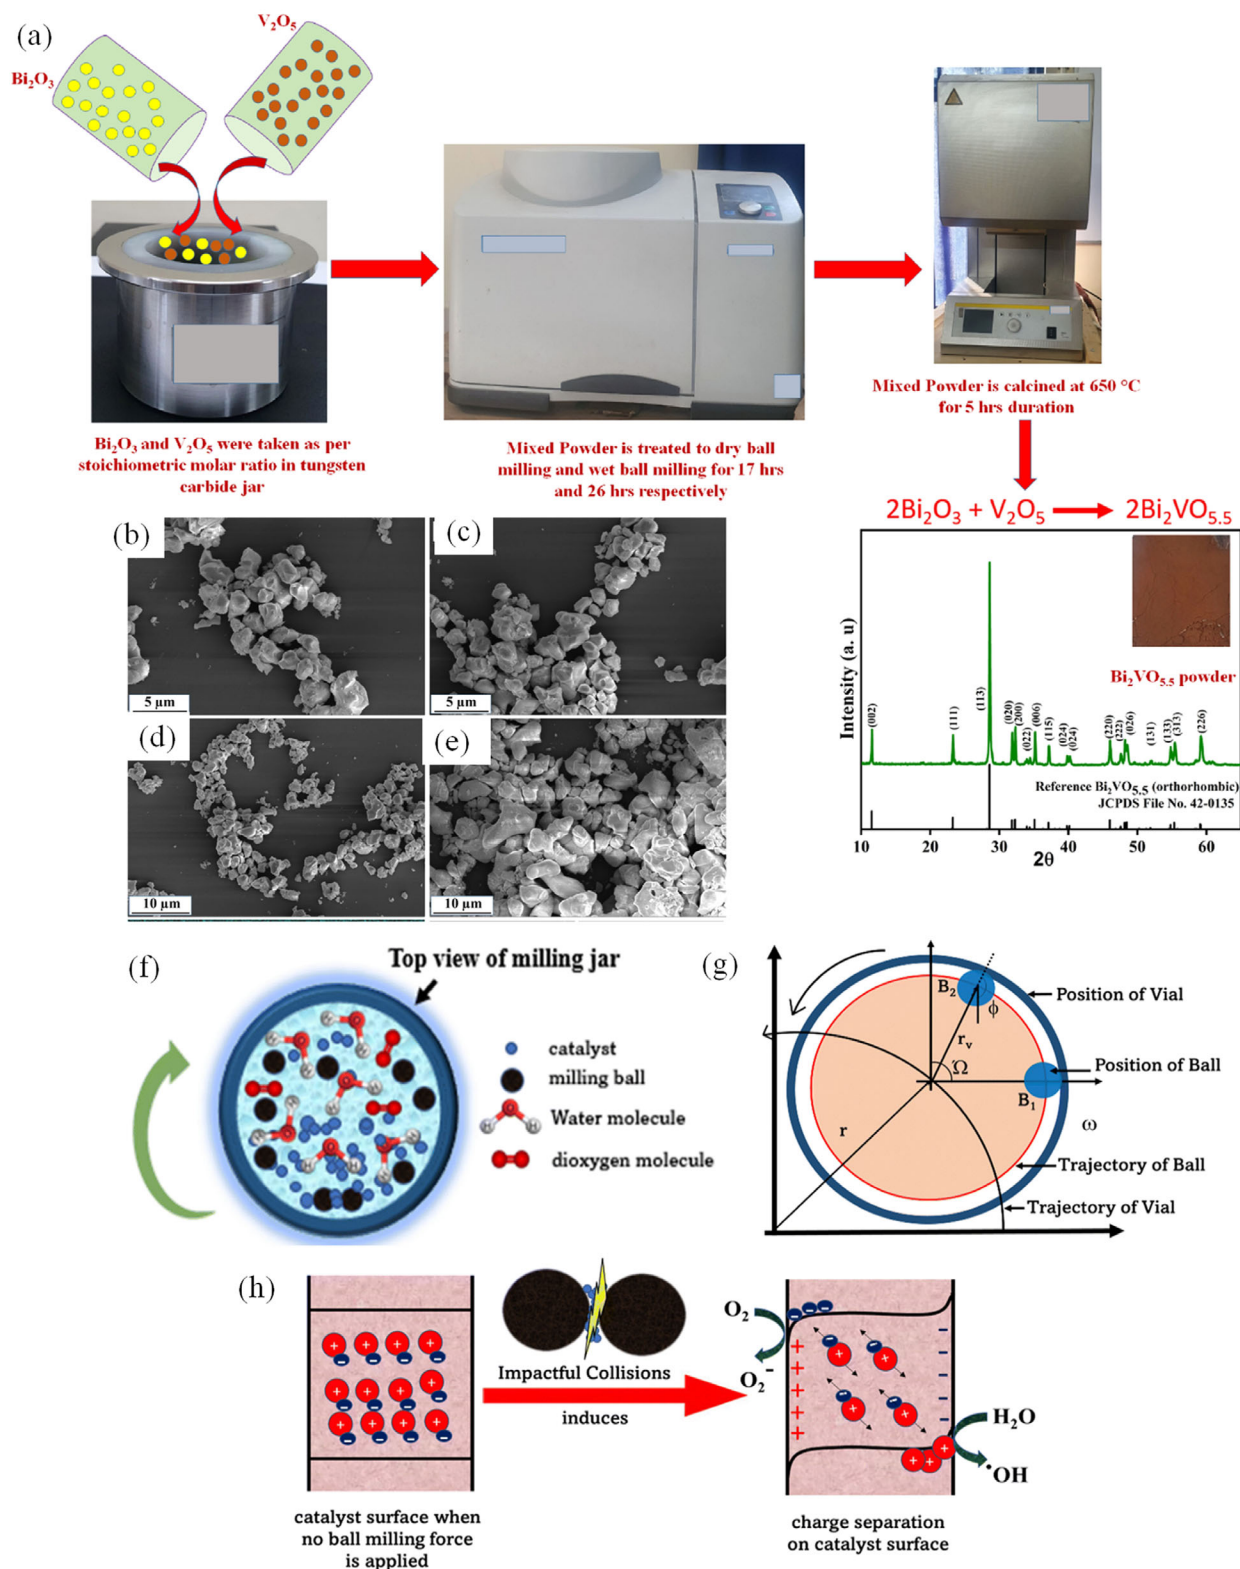 (a)
V₂O₅
Bi₂O₃
Bi₂O₃ and V₂O₅ were taken as per
stoichiometric molar ratio in tungsten
carbide jar
Mixed Powder is treated to dry ball
milling and wet ball milling for 17 hrs
and 26 hrs respectively
Mixed Powder is calcined at 650 °C
for 5 hrs duration
2Bi₂O₃ + V₂O₅ 2Bi₂VO₅.₅
Intensity (a. u)
(002)
(111)
(113)
(020)
(200)
(022)
(006)
(115)
(024)
(024)
(220)
(222)
(026)
(131)
(133)
(313)
(226)
Bi₂VO₅.₅ powder
Reference Bi₂VO₅.₅ (orthorhombic)
JCPDS File No. 42-0135
10 20 30 40 50 60
2θ
(b)
5 µm
(c)
5 µm
(d)
10 µm
(e)
10 µm
(f)
Top view of milling jar
catalyst
milling ball
Water molecule
dioxygen molecule
(g)
B₂
ϕ
Position of Vial
rᵥ
Ω
Position of Ball
B₁
ω
r
Trajectory of Ball
Trajectory of Vial
(h)
Impactful Collisions
induces
O₂
O₂⁻
H₂O
·OH
catalyst surface when
no ball milling force
is applied
charge separation
on catalyst surface